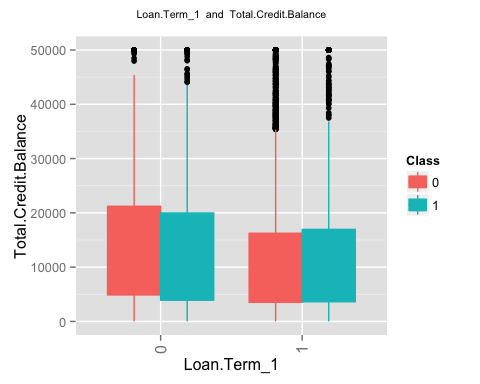 Loan.Term_1 and Total.Credit.Balance
50000
40000
30000
20000
10000
0
Total.Credit.Balance
0
1
Loan.Term_1
Class
0
1